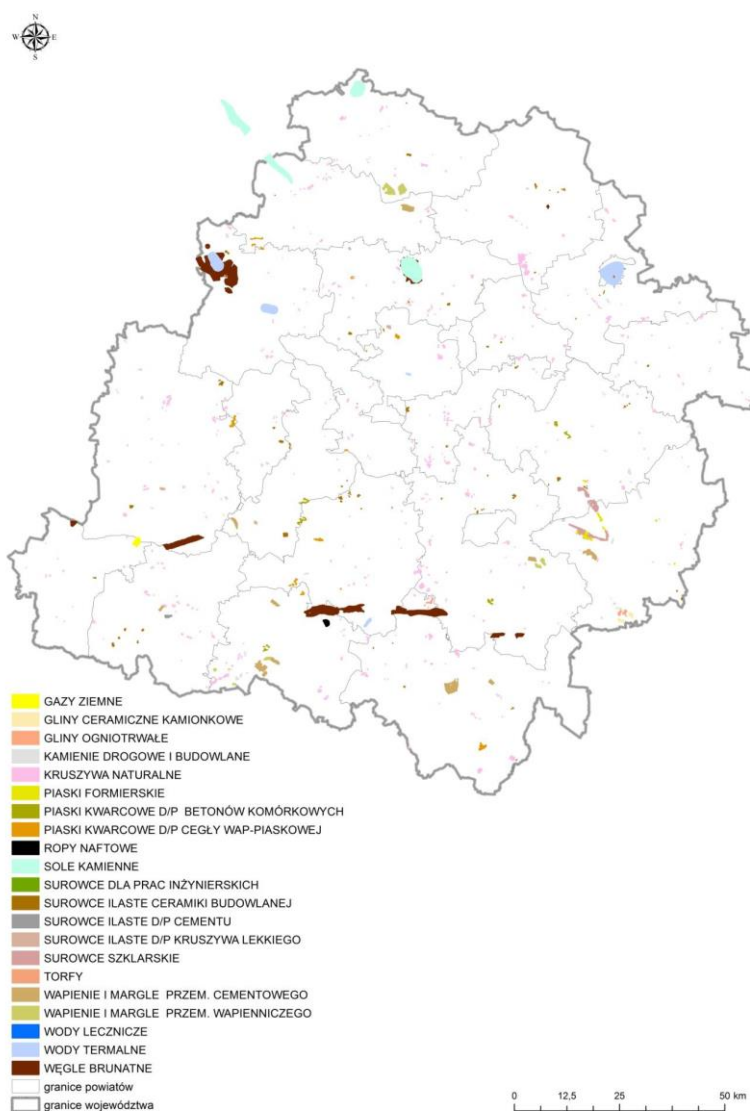 N
W E
S
GAZY ZIEMNE
GLINY CERAMICZNE KAMIONKOWE
GLINY OGNIOTRWAŁE
KAMIENIE DROGOWE I BUDOWLANE
KRUSZYWA NATURALNE
PIASKI FORMIERSKIE
PIASKI KWARCOWE D/P BETONÓW KOMÓRKOWYCH
PIASKI KWARCOWE D/P CEGŁY WAP-PIASKOWEJ
ROPY NAFTOWE
SOLE KAMIENNE
SUROWCE DLA PRAC INŻYNIERSKICH
SUROWCE ILASTE CERAMIKI BUDOWLANEJ
SUROWCE ILASTE D/P CEMENTU
SUROWCE ILASTE D/P KRUSZYWA LEKKIEGO
SUROWCE SZKLARSKIE
TORFY
WAPIENIE I MARGLE PRZEM. CEMENTOWEGO
WAPIENIE I MARGLE PRZEM. WAPIENNICZEGO
WODY LECZNICZE
WODY TERMALNE
WĘGLE BRUNATNE
granice powiatów
granice województwa
0 12,5 25 50 km